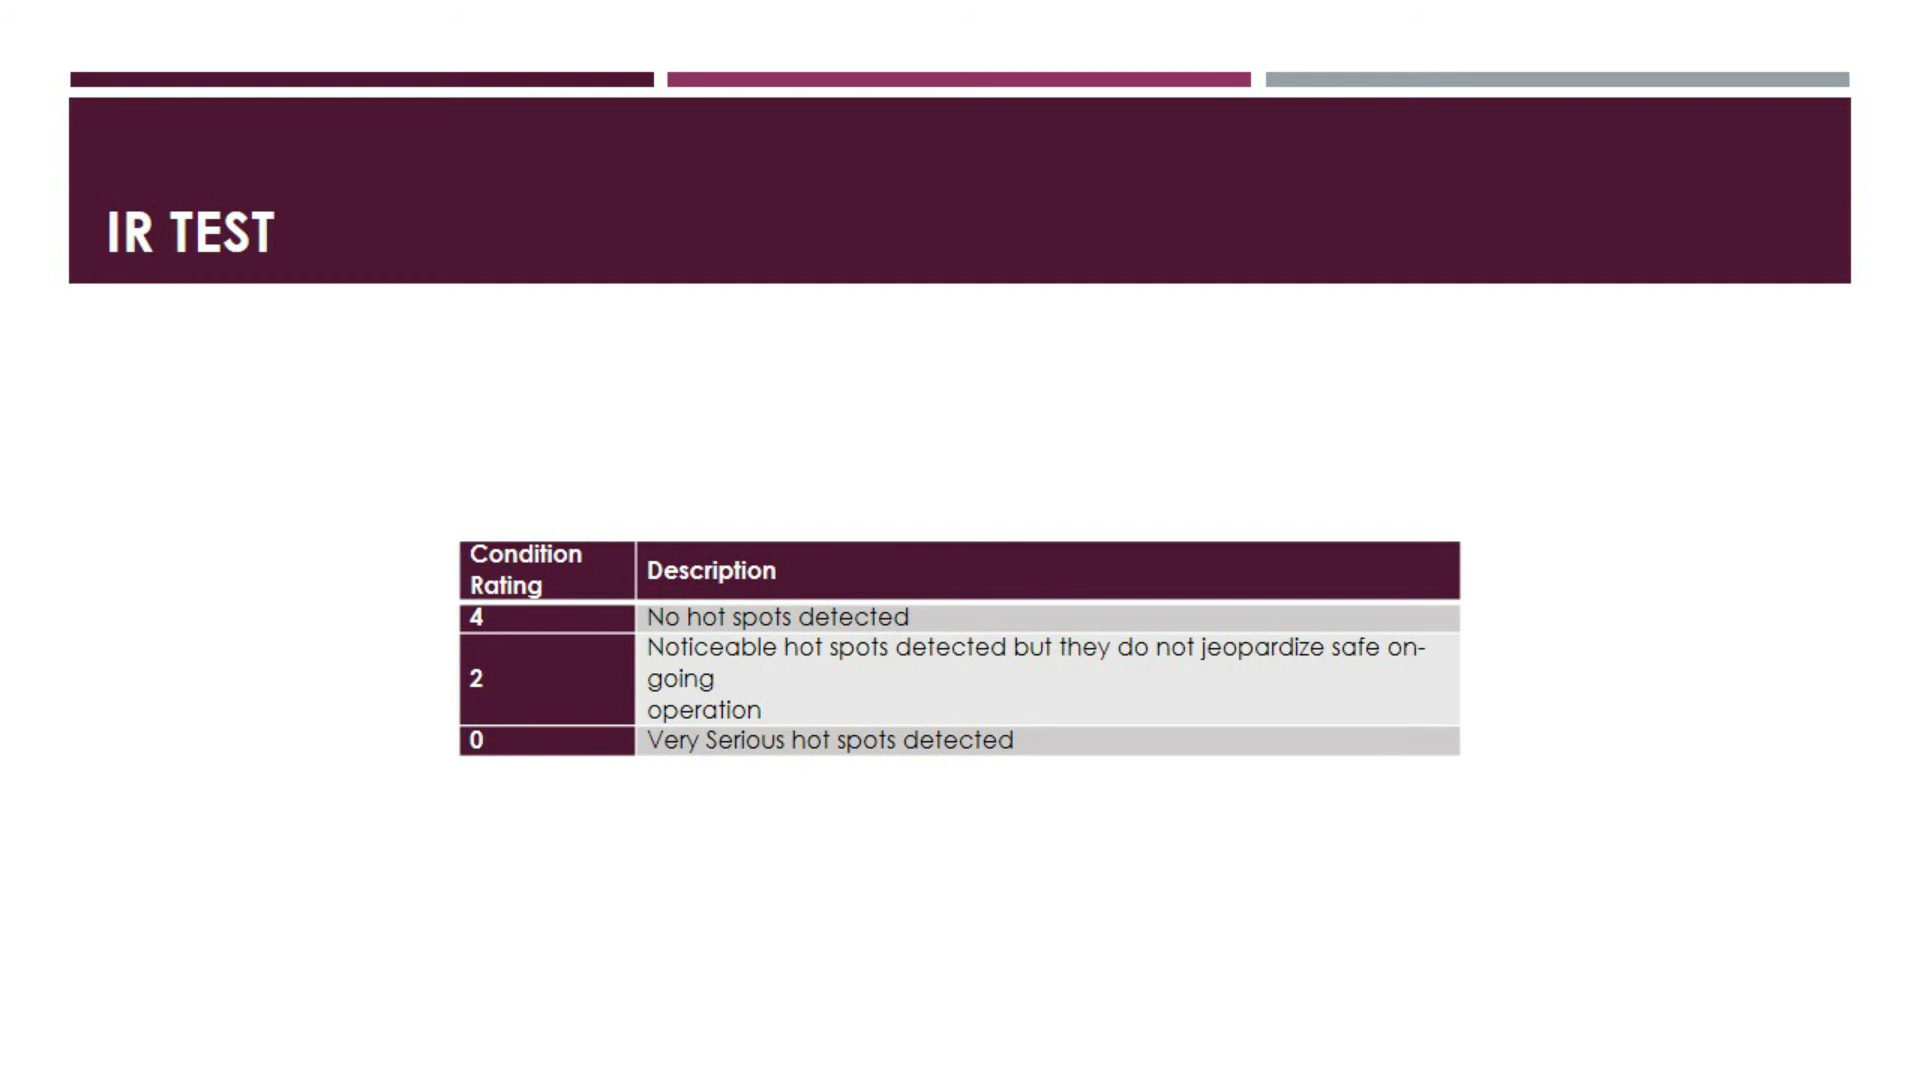 IR TEST
Condition
Rating
Description
4
No hot spots detected
2
Noticeable hot spots detected but they do not jeopardize safe on-
going
operation
0
Very Serious hot spots detected